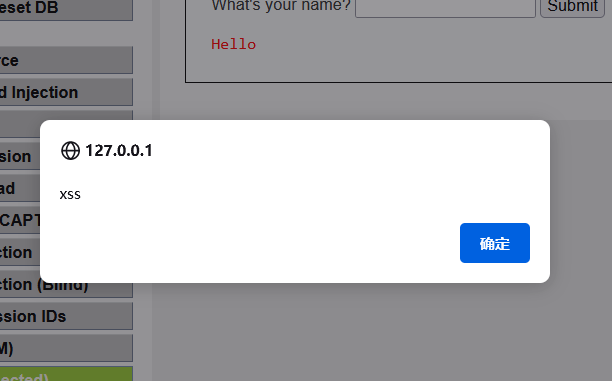 eset DB
What's your name?
Submit
rce
Hello
d Injection
127.0.0.1
sion
xss
ad
CAPT
ction
确定
ction (Blind)
ssion IDs
M)
ected)